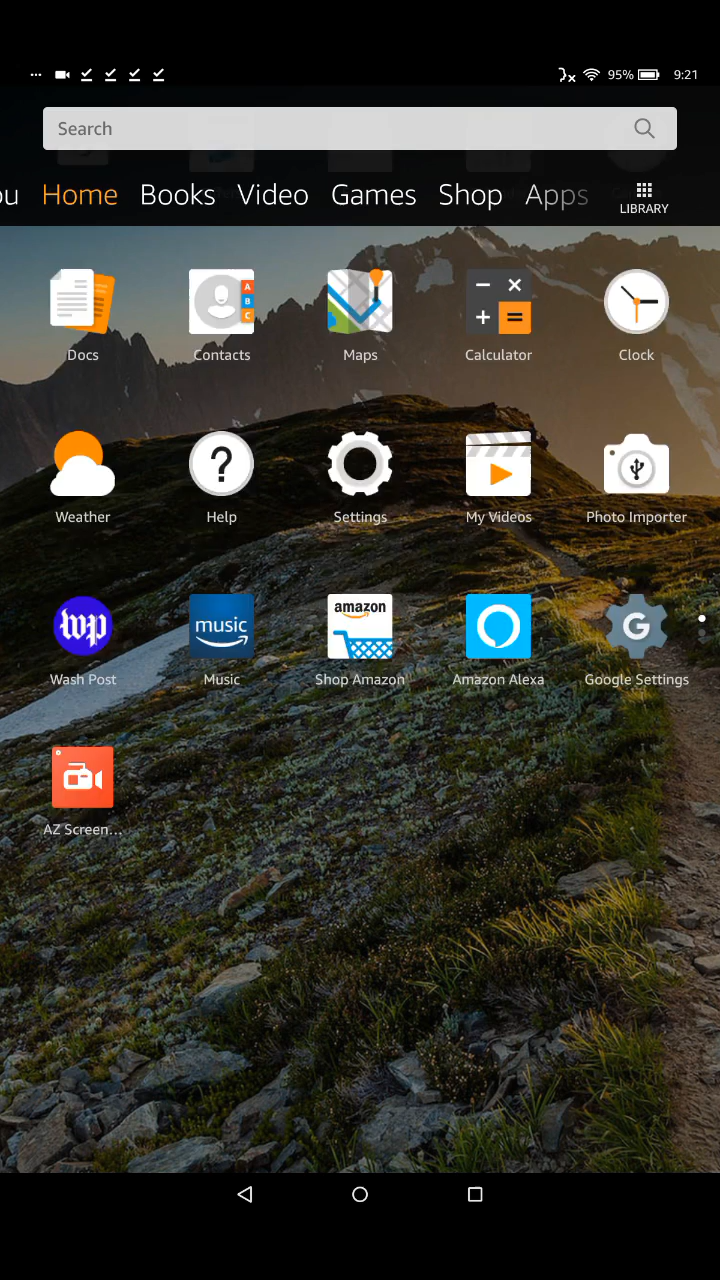 95% 9:21
Search
ou Home Books Video Games Shop Apps LIBRARY
A
B
C
Docs Contacts Maps Calculator Clock
?
Weather Help Settings My Videos Photo Importer
wp music amazon G
Wash Post Music Shop Amazon Amazon Alexa Google Settings
AZ Screen...